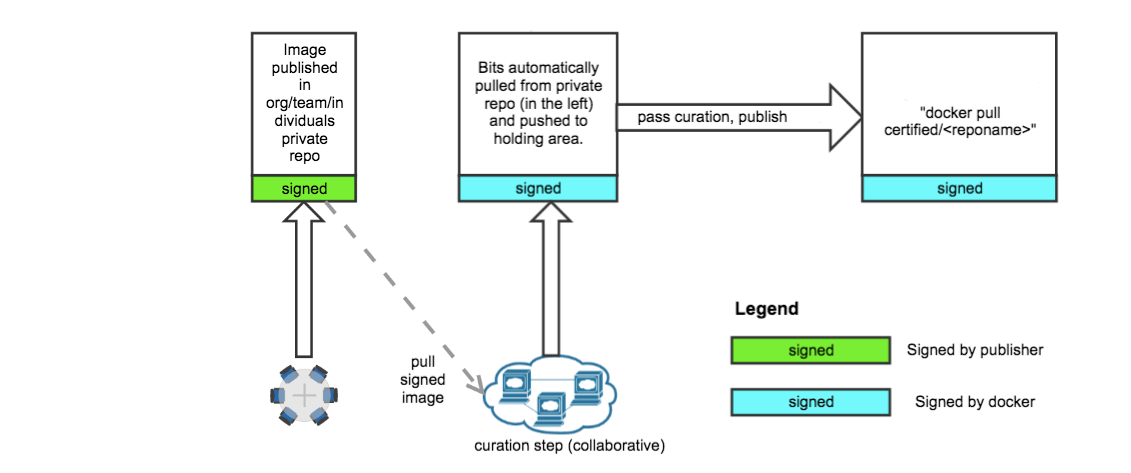 Image
published
in
org/team/in
dividuals
private
repo
signed
Bits automatically
pulled from private
repo (in the left)
and pushed to
holding area.
signed
pass curation, publish
"docker pull
certified/<reponame>"
signed
pull
signed
image
curation step (collaborative)
Legend
signed
Signed by publisher
signed
Signed by docker